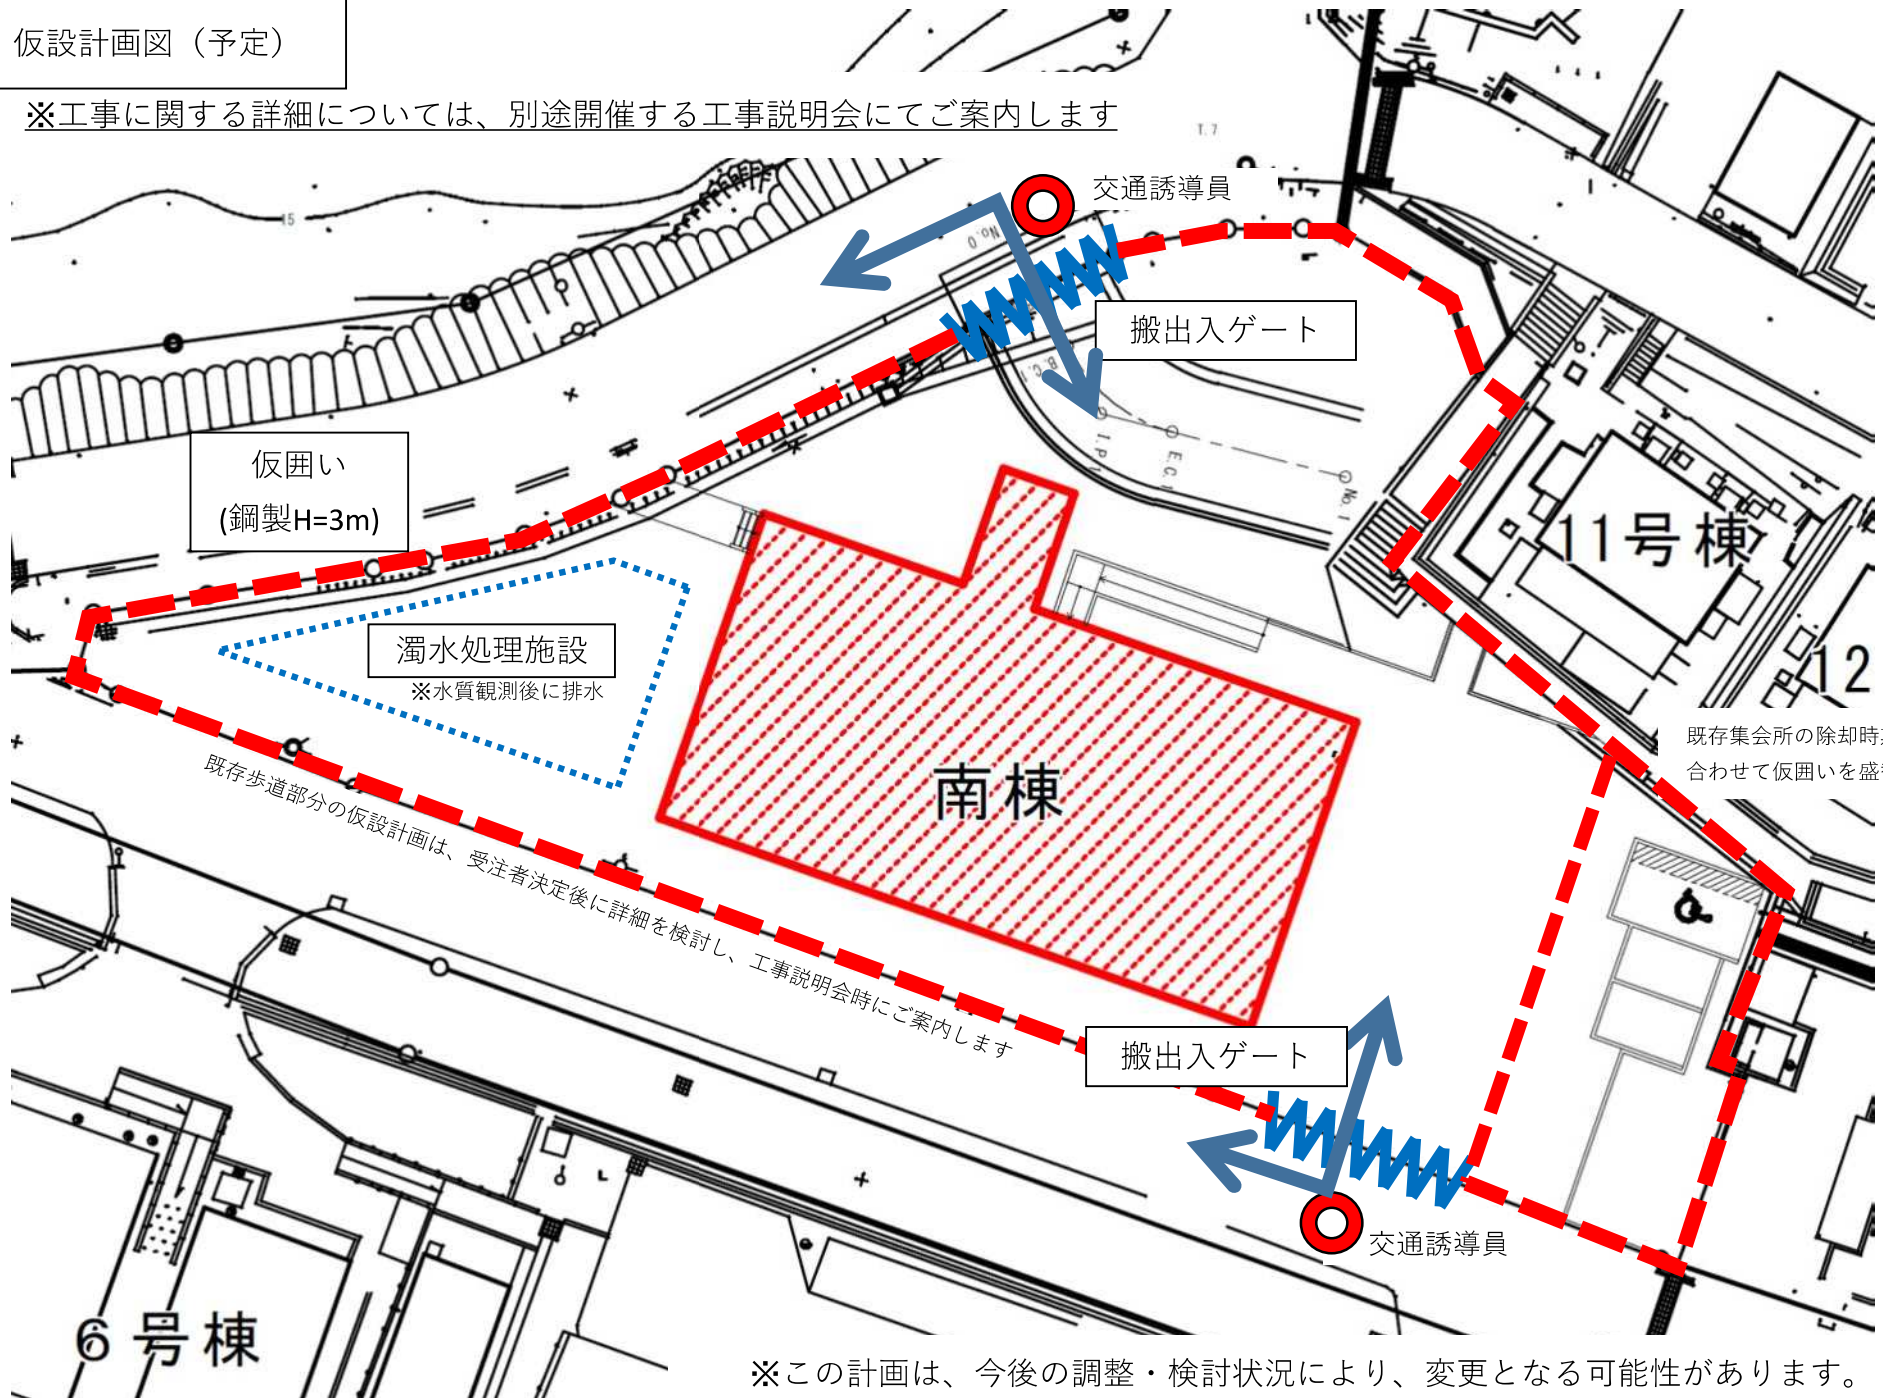 仮設計画図（予定）
※工事に関する詳細については、別途開催する工事説明会にてご案内します
T.7
交通誘導員
15
No.0
搬出入ゲート
B.C.1
I.P.1
E.C.1
No.1
仮囲い
(鋼製H=3m)
11号棟
濁水処理施設
※水質観測後に排水
12
既存集会所の除却時
合わせて仮囲いを盛
南棟
既存歩道部分の仮設計画は、受注者決定後に詳細を検討し、工事説明会時にご案内します
搬出入ゲート
交通誘導員
６号棟
※この計画は、今後の調整・検討状況により、変更となる可能性があります。